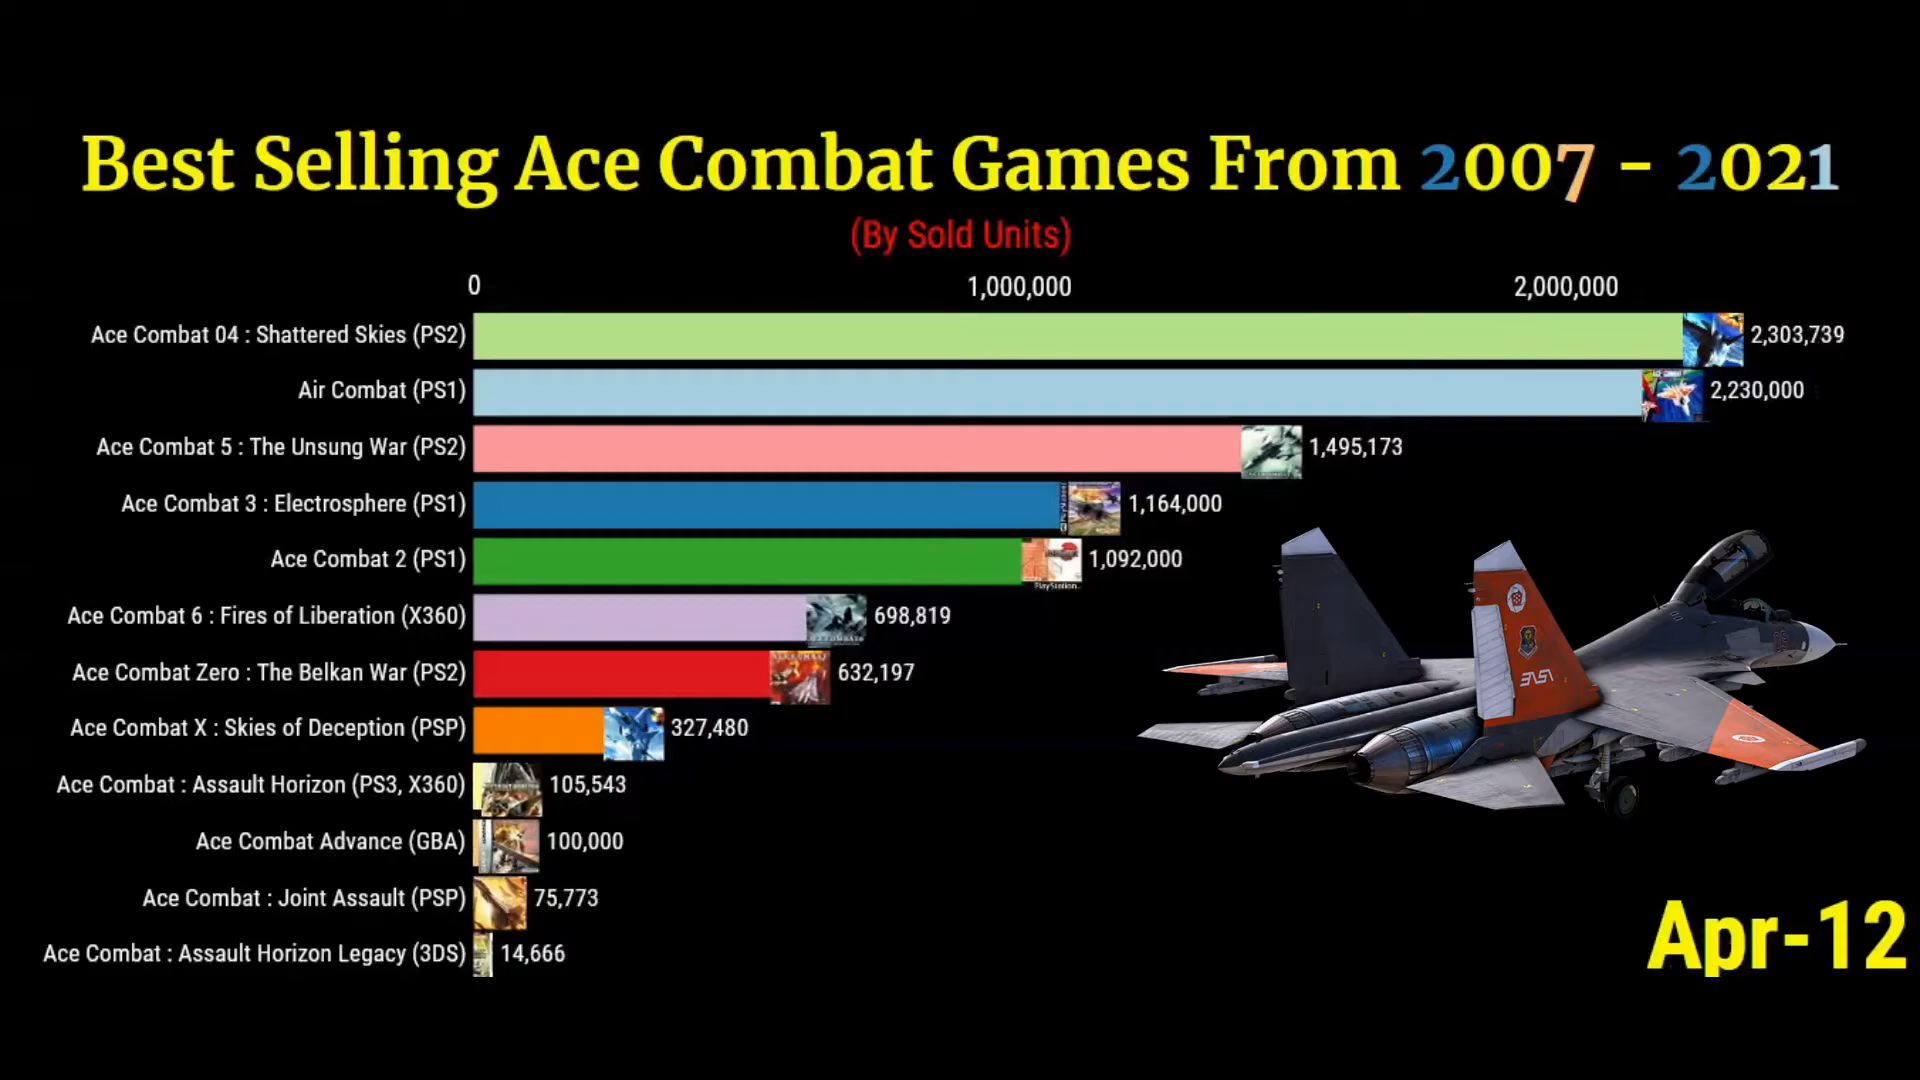 Best Selling Ace Combat Games From 2007 - 2021
(By Sold Units)
0 1,000,000 2,000,000
Ace Combat 04 : Shattered Skies (PS2) 2,303,739
Air Combat (PS1) 2,230,000
Ace Combat 5 : The Unsung War (PS2) 1,495,173
Ace Combat 3 : Electrosphere (PS1) 1,164,000
Ace Combat 2 (PS1) 1,092,000
PlayStation
Ace Combat 6 : Fires of Liberation (X360) 698,819
Ace Combat Zero : The Belkan War (PS2) 632,197
Ace Combat X : Skies of Deception (PSP) 327,480
Ace Combat : Assault Horizon (PS3, X360) 105,543
Ace Combat Advance (GBA) 100,000
Ace Combat : Joint Assault (PSP) 75,773
Ace Combat : Assault Horizon Legacy (3DS) 14,666
Apr-12